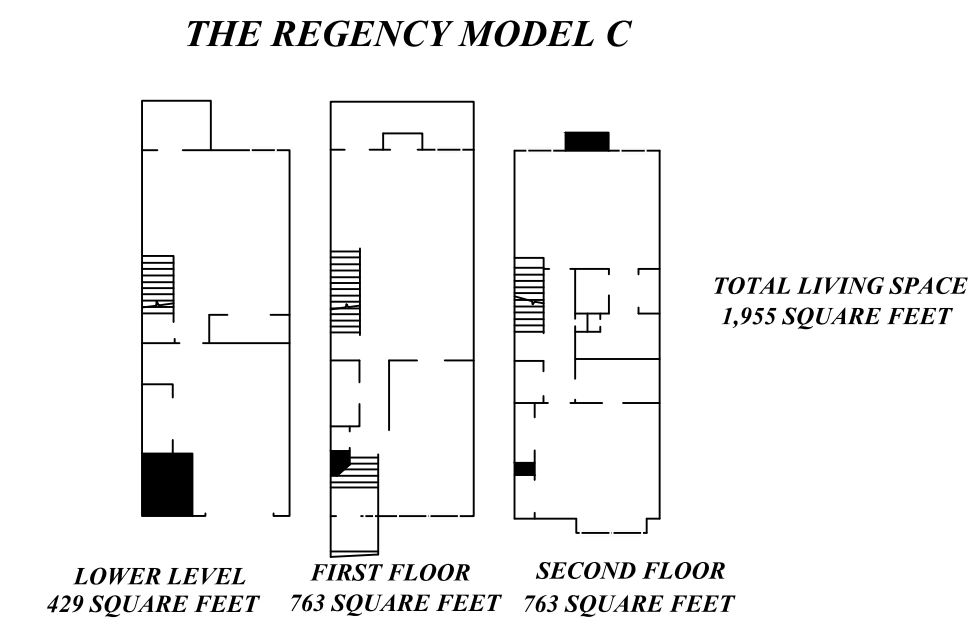 THE REGENCY MODEL C
TOTAL LIVING SPACE
1,955 SQUARE FEET
LOWER LEVEL
429 SQUARE FEET
FIRST FLOOR
763 SQUARE FEET
SECOND FLOOR
763 SQUARE FEET